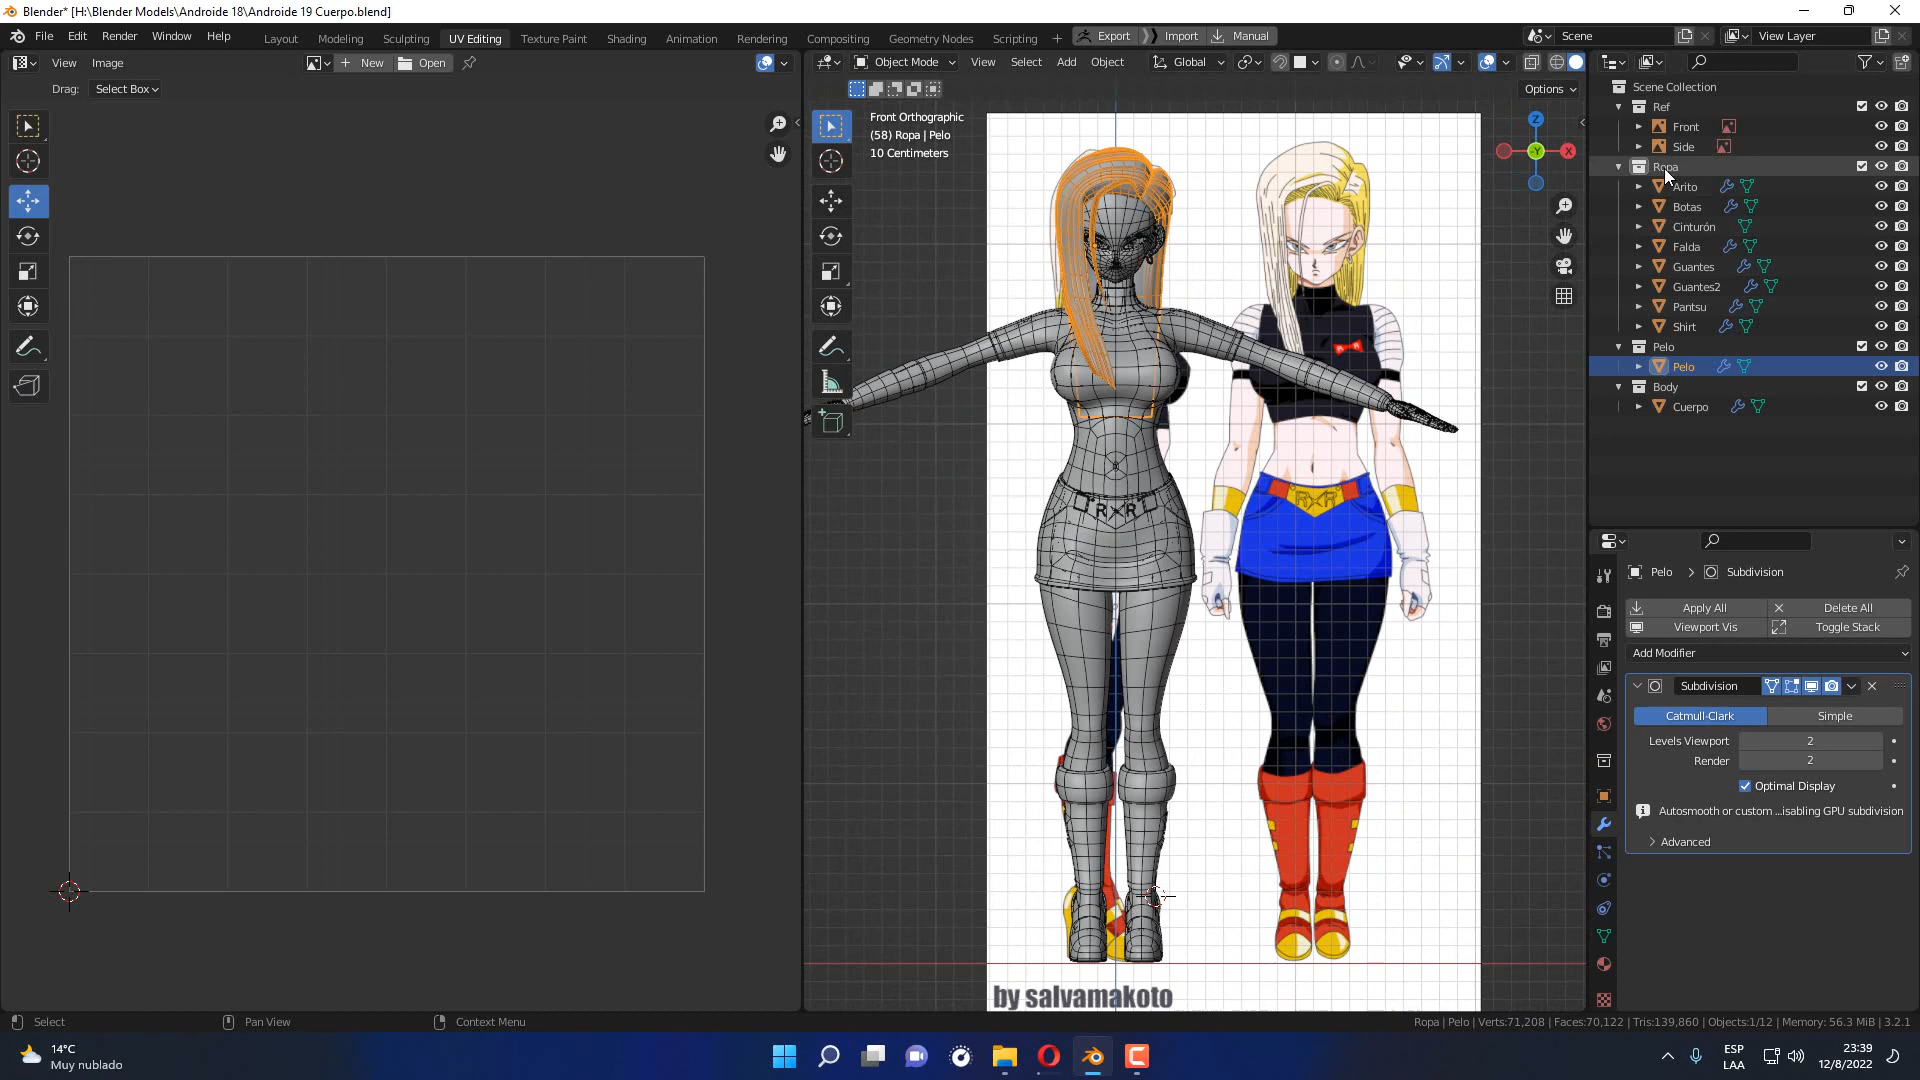 Blender* [H:\Blender Models\Androide 18\Androide 19 Cuerpo.blend]
File Edit Render Window Help
Layout Modeling Sculpting UV Editing Texture Paint Shading Animation Rendering Compositing Geometry Nodes Scripting
Export Import Manual
Scene
View Layer
View Image
New Open
Object Mode View Select Add Object Global
Drag: Select Box
Options
Front Orthographic
(58) Ropa | Pelo
10 Centimeters
Z
-Y X
R R
by salvamakoto
Scene Collection
Ref
Front
Side
Ropa
Arito
Botas
Cinturón
Falda
Guantes
Guantes2
Pantsu
Shirt
Pelo
Pelo
Body
Cuerpo
Pelo > Subdivision
Apply All Delete All
Viewport Vis Toggle Stack
Add Modifier
Subdivision
Catmull-Clark Simple
Levels Viewport 2
Render 2
Optimal Display
Autosmooth or custom ...isabling GPU subdivision
Advanced
Select Pan View Context Menu
Ropa | Pelo | Verts:71,208 | Faces:70,122 | Tris:139,860 | Objects:1/12 | Memory: 56.3 MiB | 3.2.1
14°C
Muy nublado
ESP
LAA
23:39
12/8/2022